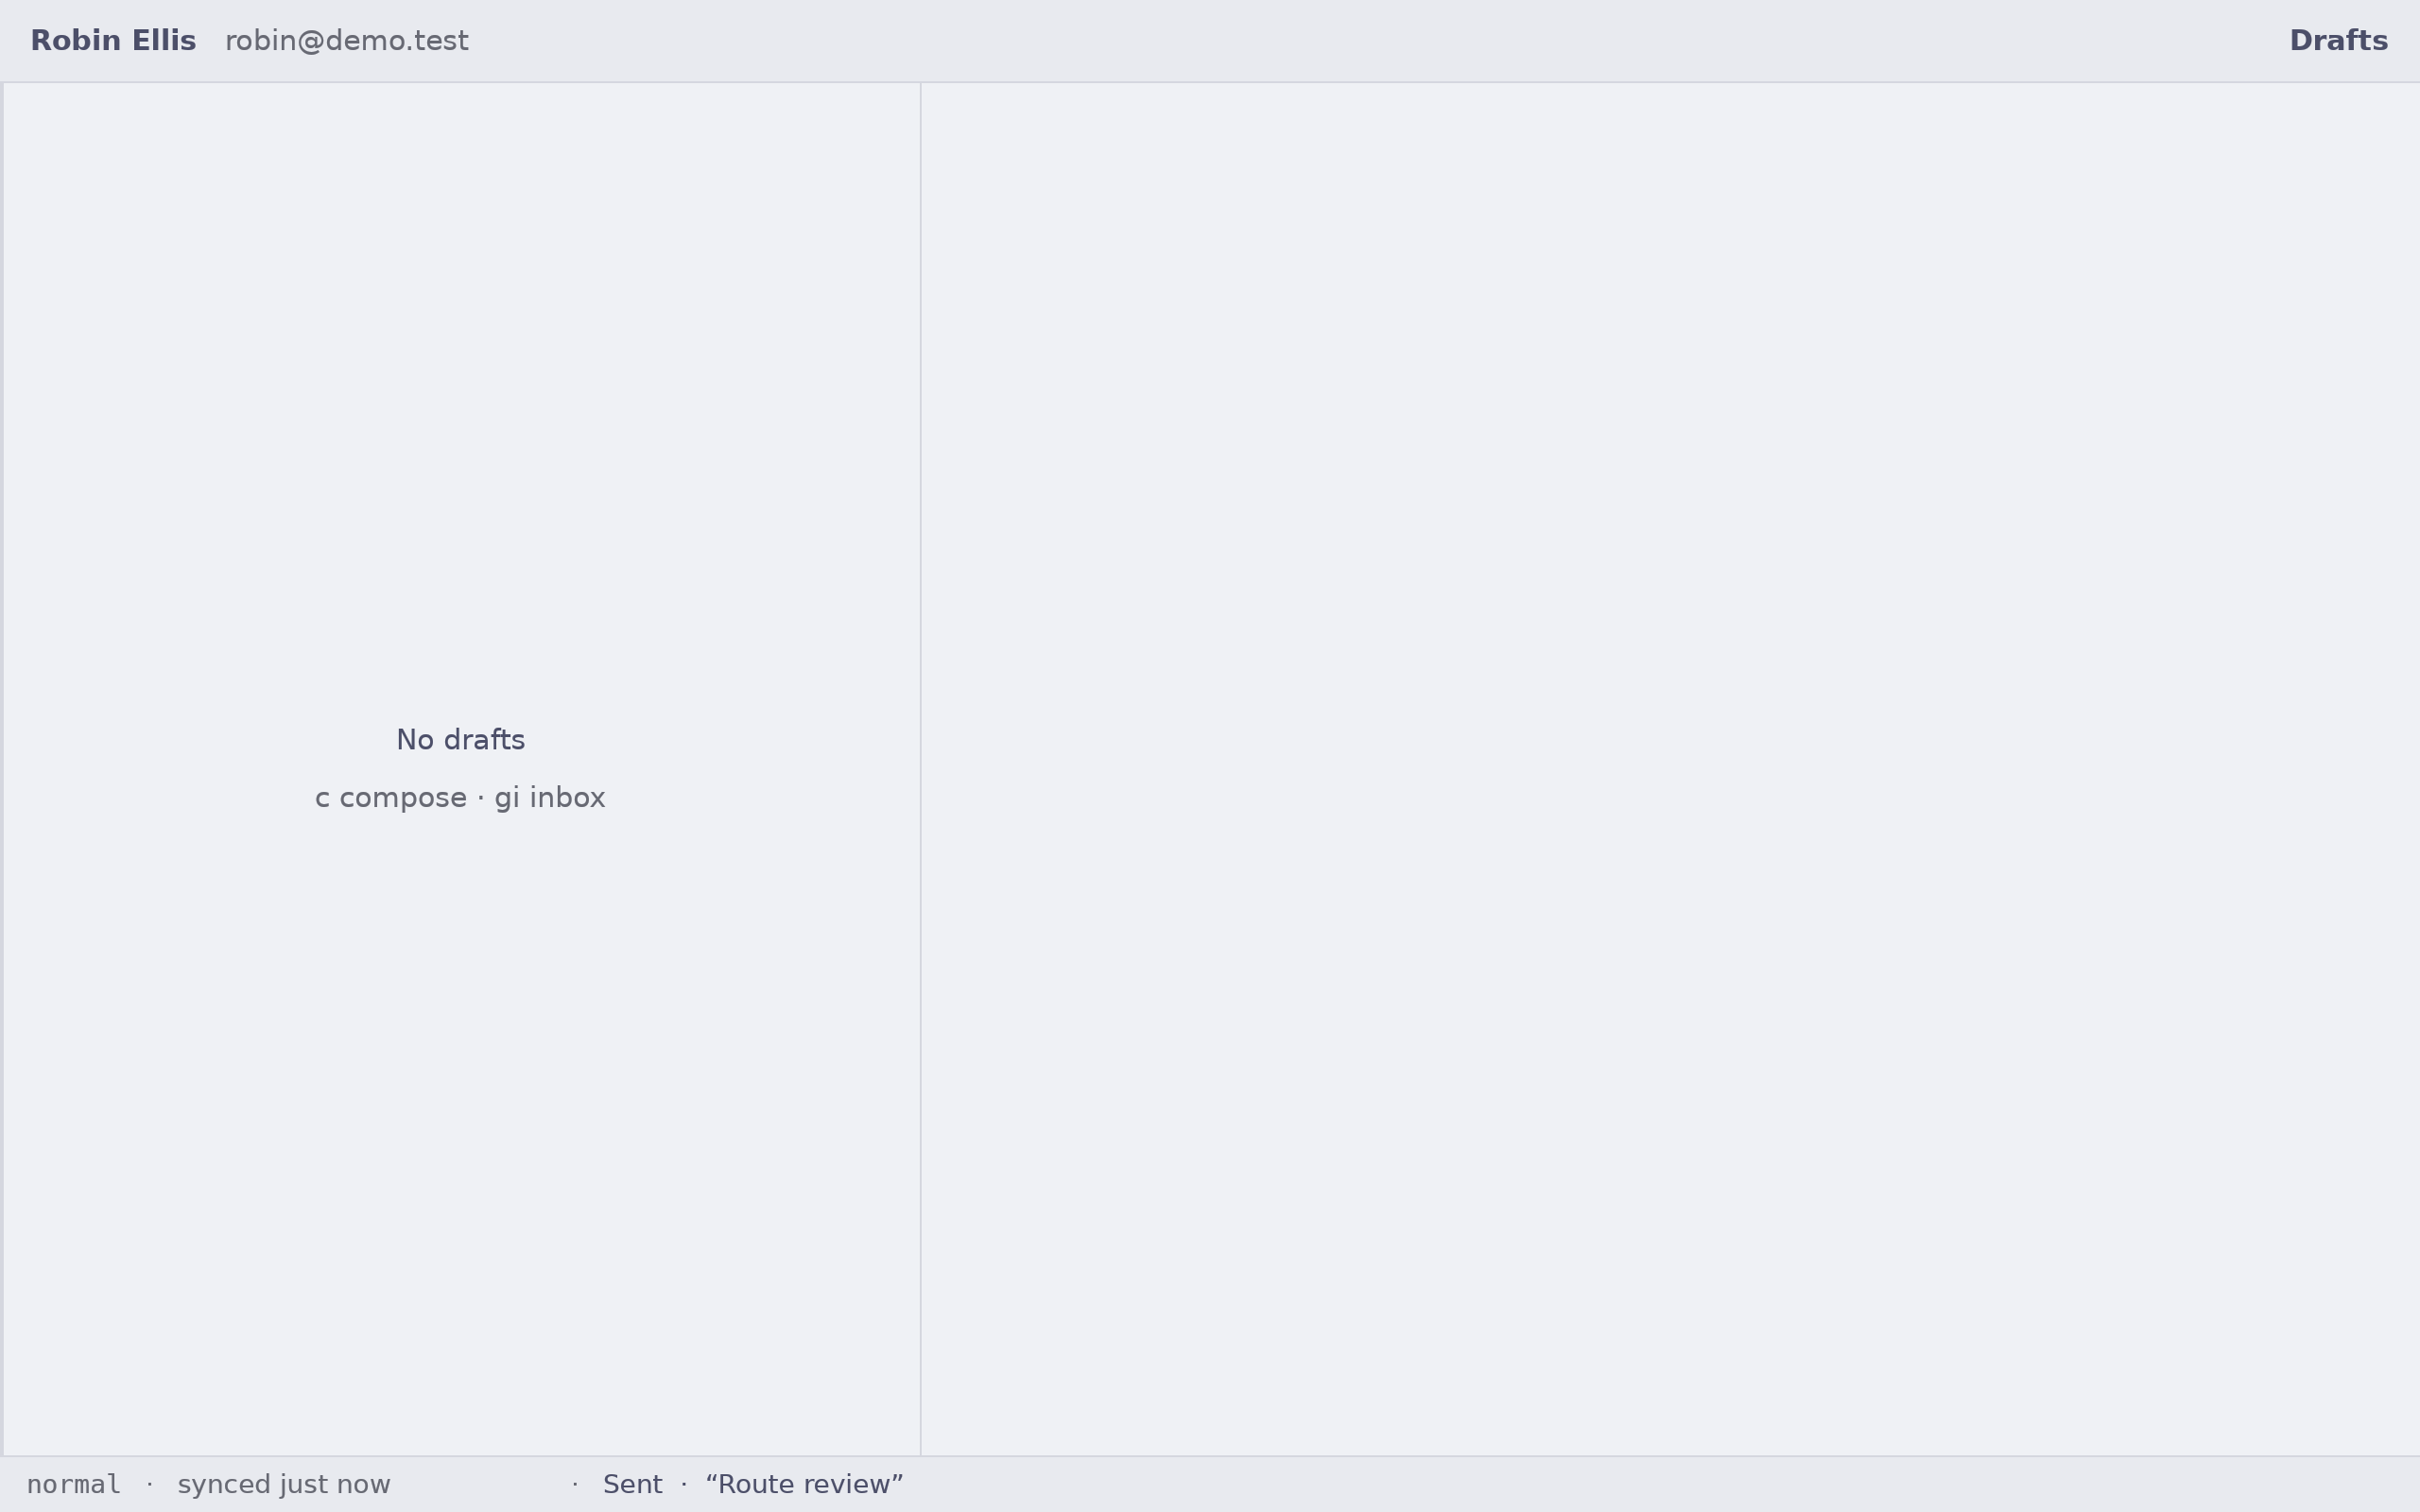 Robin Ellis robin@demo.test Drafts
No drafts
c compose · gi inbox
normal · synced just now · Sent · “Route review”